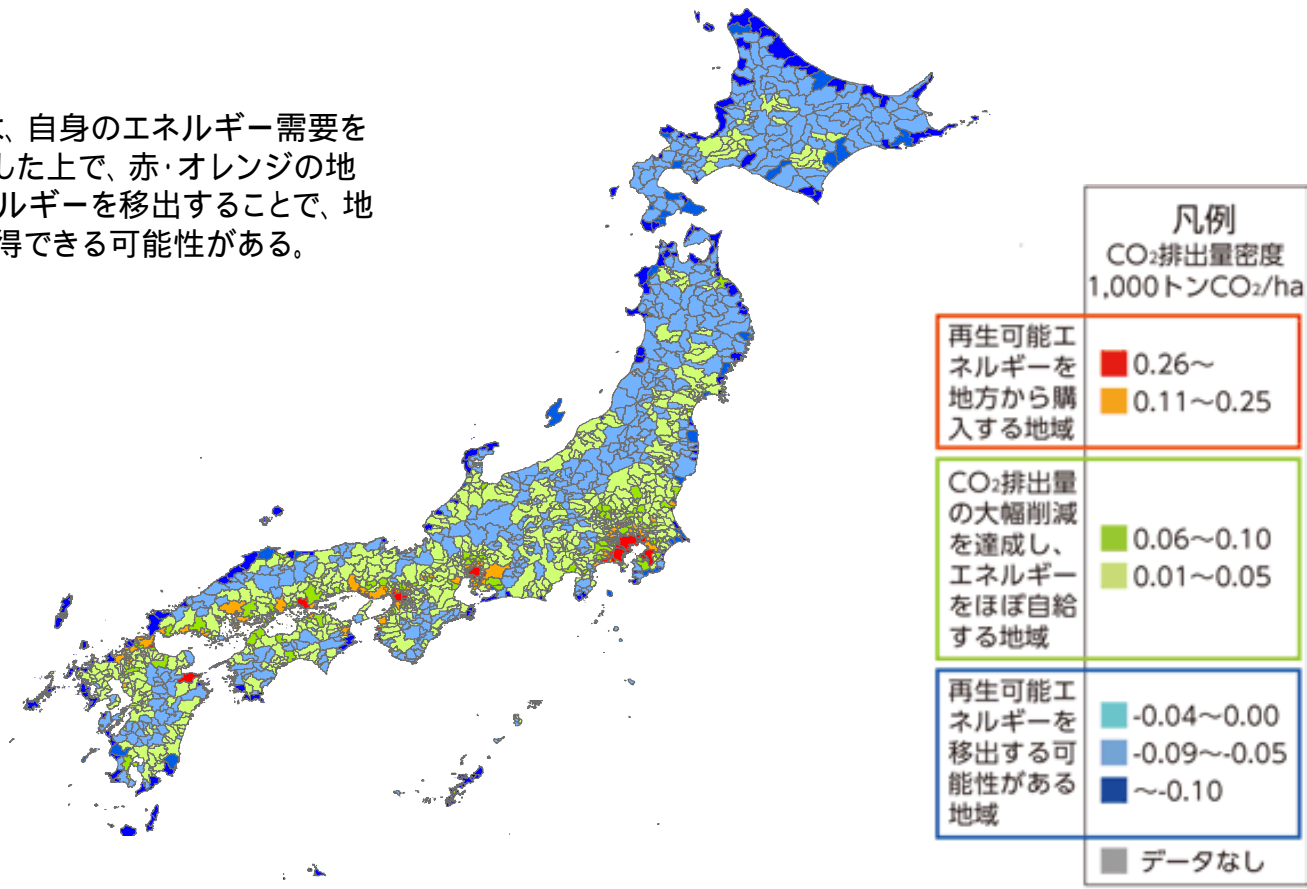 、自身のエネルギー需要を
した上で、赤・オレンジの地
ルギーを移出することで、地
得できる可能性がある。
凡例
CO₂排出量密度
1,000トンCO₂/ha
再生可能エ
ネルギーを
地方から購
入する地域
0.26～
0.11～0.25
CO₂排出量
の大幅削減
を達成し、
エネルギー
をほぼ自給
する地域
0.06～0.10
0.01～0.05
再生可能エ
ネルギーを
移出する可
能性がある
地域
-0.04～0.00
-0.09～-0.05
～-0.10
データなし